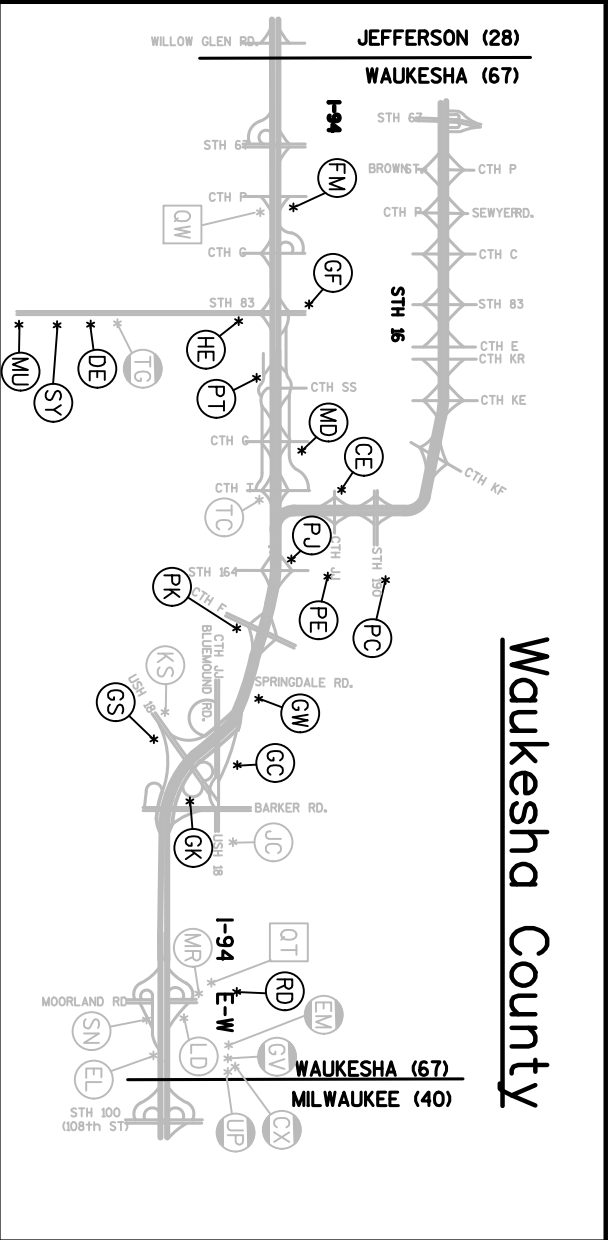 WILLOW GLEN RD.
JEFFERSON (28)
WAUKESHA (67)
I-94
STH 67
STH 67
BROWN ST.
CTH P
CTH P
FM
QW
CTH P
SEWYER RD.
CTH G
CTH C
GF
STH 83
STH 16
STH 83
HE
MU
SY
DE
TG
CTH E
CTH KR
PT
CTH SS
CTH KE
MD
CTH G
CE
CTH T
CTH KF
TC
PJ
CTH JJ
STH 190
STH 164
PK
CTH F
PE
PC
CTH JJ
BLUEMOUND RD.
KS
USH 18
SPRINGDALE RD.
GS
GW
GC
BARKER RD.
GK
USH 18
JC
Waukesha County
I-94 E-W
MR
QT
MOORLAND RD
RD
SN
LD
EM
EL
GV
WAUKESHA (67)
MILWAUKEE (40)
STH 100
(108th ST)
UP
CX